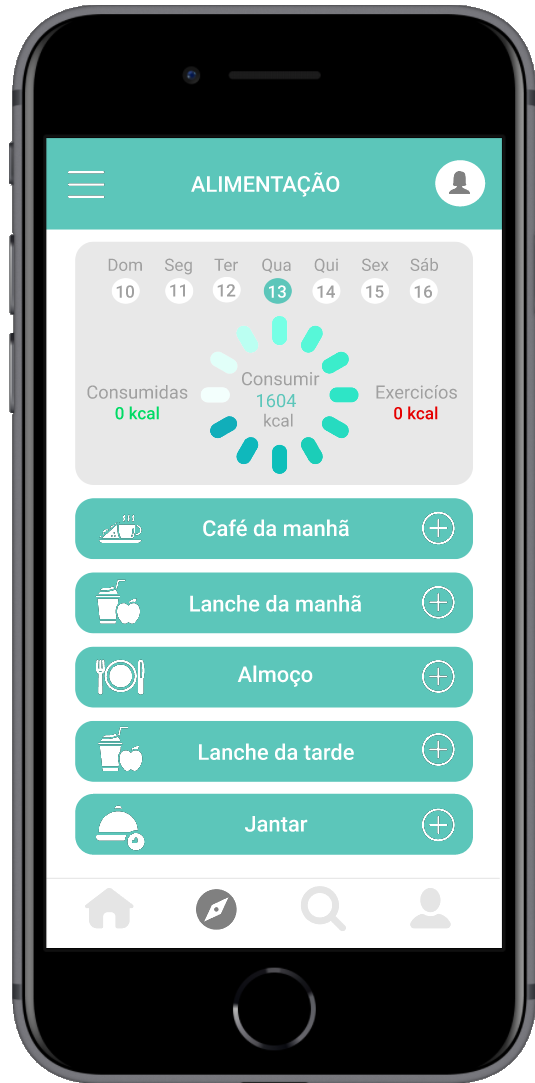 ALIMENTAÇÃO
Dom Seg Ter Qua Qui Sex Sáb
10 11 12 13 14 15 16
Consumidas
0 kcal
Consumir
1604
kcal
Exercicíos
0 kcal
Café da manhã
Lanche da manhã
Almoço
Lanche da tarde
Jantar